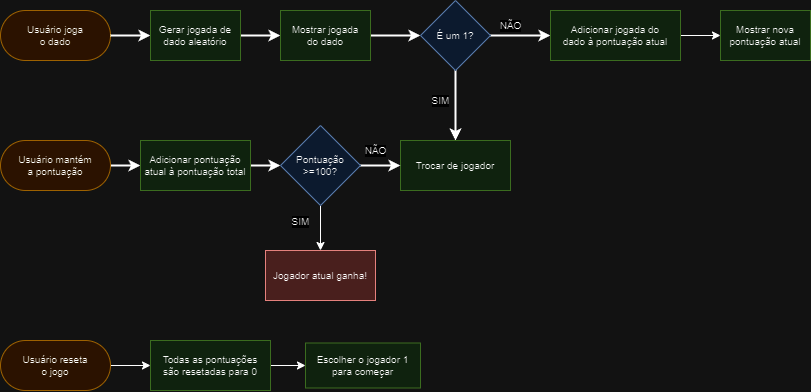 Usuário joga
o dado
Gerar jogada de
dado aleatório
Mostrar jogada
do dado
É um 1?
NÃO
Adicionar jogada do
dado à pontuação atual
Mostrar nova
pontuação atual
SIM
Usuário mantém
a pontuação
Adicionar pontuação
atual à pontuação total
Pontuação
>=100?
NÃO
Trocar de jogador
SIM
Jogador atual ganha!
Usuário reseta
o jogo
Todas as pontuações
são resetadas para 0
Escolher o jogador 1
para começar